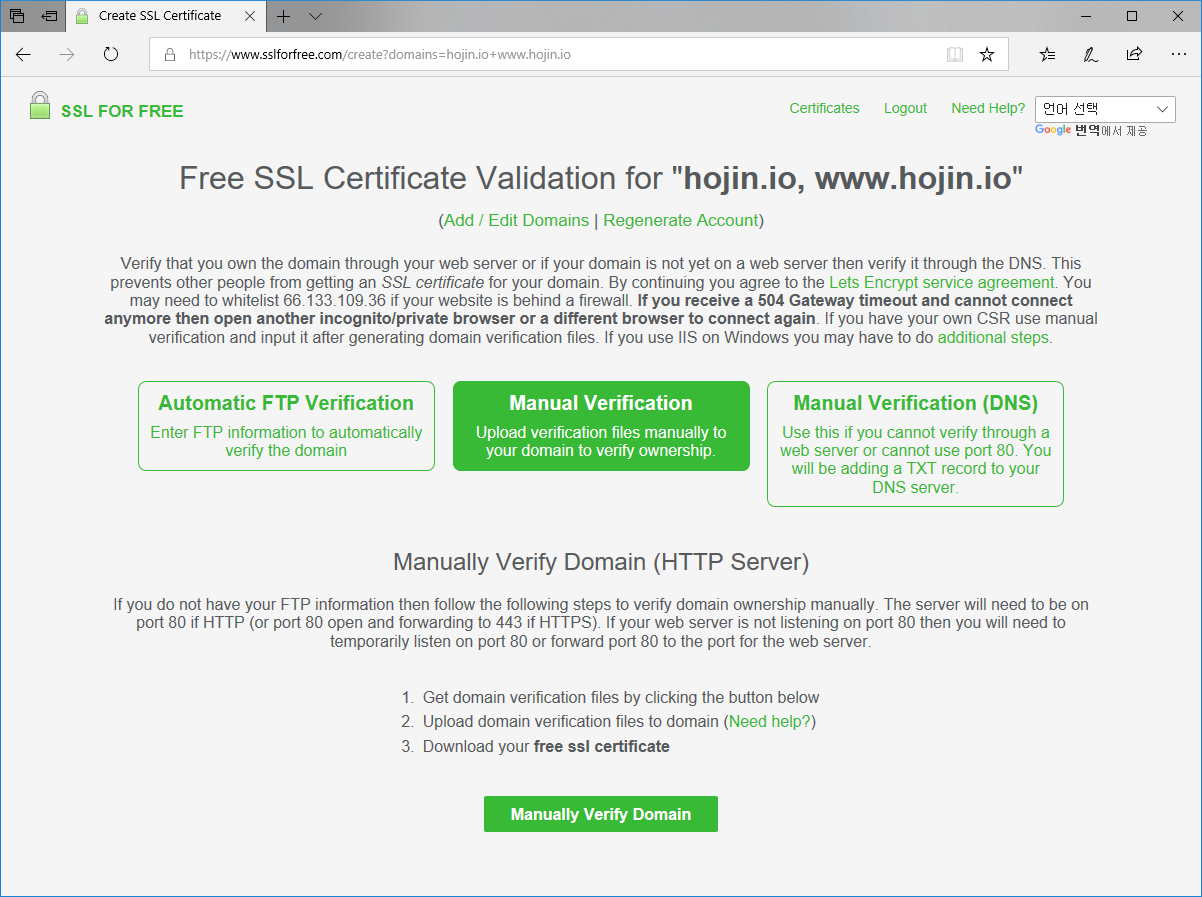 Create SSL Certificate
https://www.sslforfree.com/create?domains=hojin.io+www.hojin.io
SSL FOR FREE
Certificates Logout Need Help? 언어 선택
Google 번역에서 제공
Free SSL Certificate Validation for "hojin.io, www.hojin.io"
(Add / Edit Domains | Regenerate Account)
Verify that you own the domain through your web server or if your domain is not yet on a web server then verify it through the DNS. This
prevents other people from getting an SSL certificate for your domain. By continuing you agree to the Lets Encrypt service agreement. You
may need to whitelist 66.133.109.36 if your website is behind a firewall. If you receive a 504 Gateway timeout and cannot connect
anymore then open another incognito/private browser or a different browser to connect again. If you have your own CSR use manual
verification and input it after generating domain verification files. If you use IIS on Windows you may have to do additional steps.
Automatic FTP Verification
Enter FTP information to automatically
verify the domain
Manual Verification
Upload verification files manually to
your domain to verify ownership.
Manual Verification (DNS)
Use this if you cannot verify through a
web server or cannot use port 80. You
will be adding a TXT record to your
DNS server.
Manually Verify Domain (HTTP Server)
If you do not have your FTP information then follow the following steps to verify domain ownership manually. The server will need to be on
port 80 if HTTP (or port 80 open and forwarding to 443 if HTTPS). If your web server is not listening on port 80 then you will need to
temporarily listen on port 80 or forward port 80 to the port for the web server.
1. Get domain verification files by clicking the button below
2. Upload domain verification files to domain (Need help?)
3. Download your free ssl certificate
Manually Verify Domain